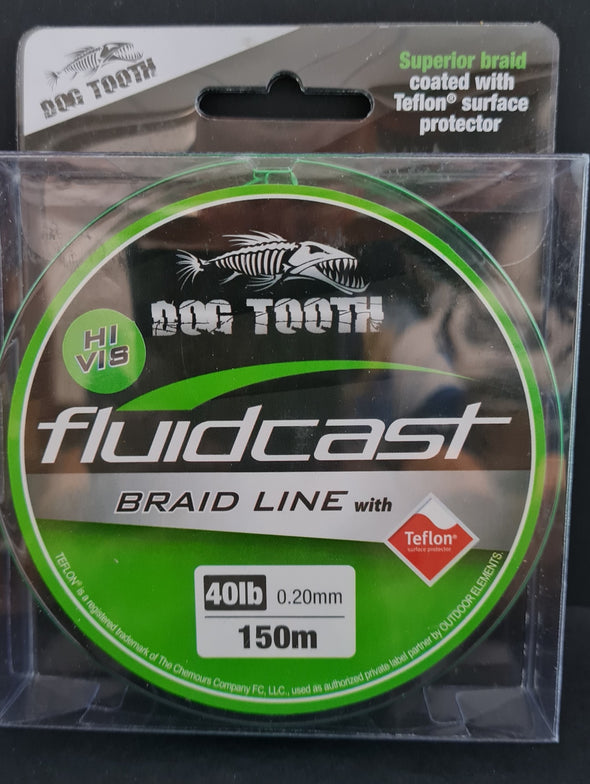 DOG TOOTH
Superior braid
coated with
Teflon® surface
protector
DOG TOOTH
HI
VIS
fluidcast
BRAID LINE with
Teflon®
surface protector
40lb 0.20mm
150m
TEFLON® is a registered trademark of The Chemours Company FC, LLC., used as authorized private label partner by OUTDOOR ELEMENTS.